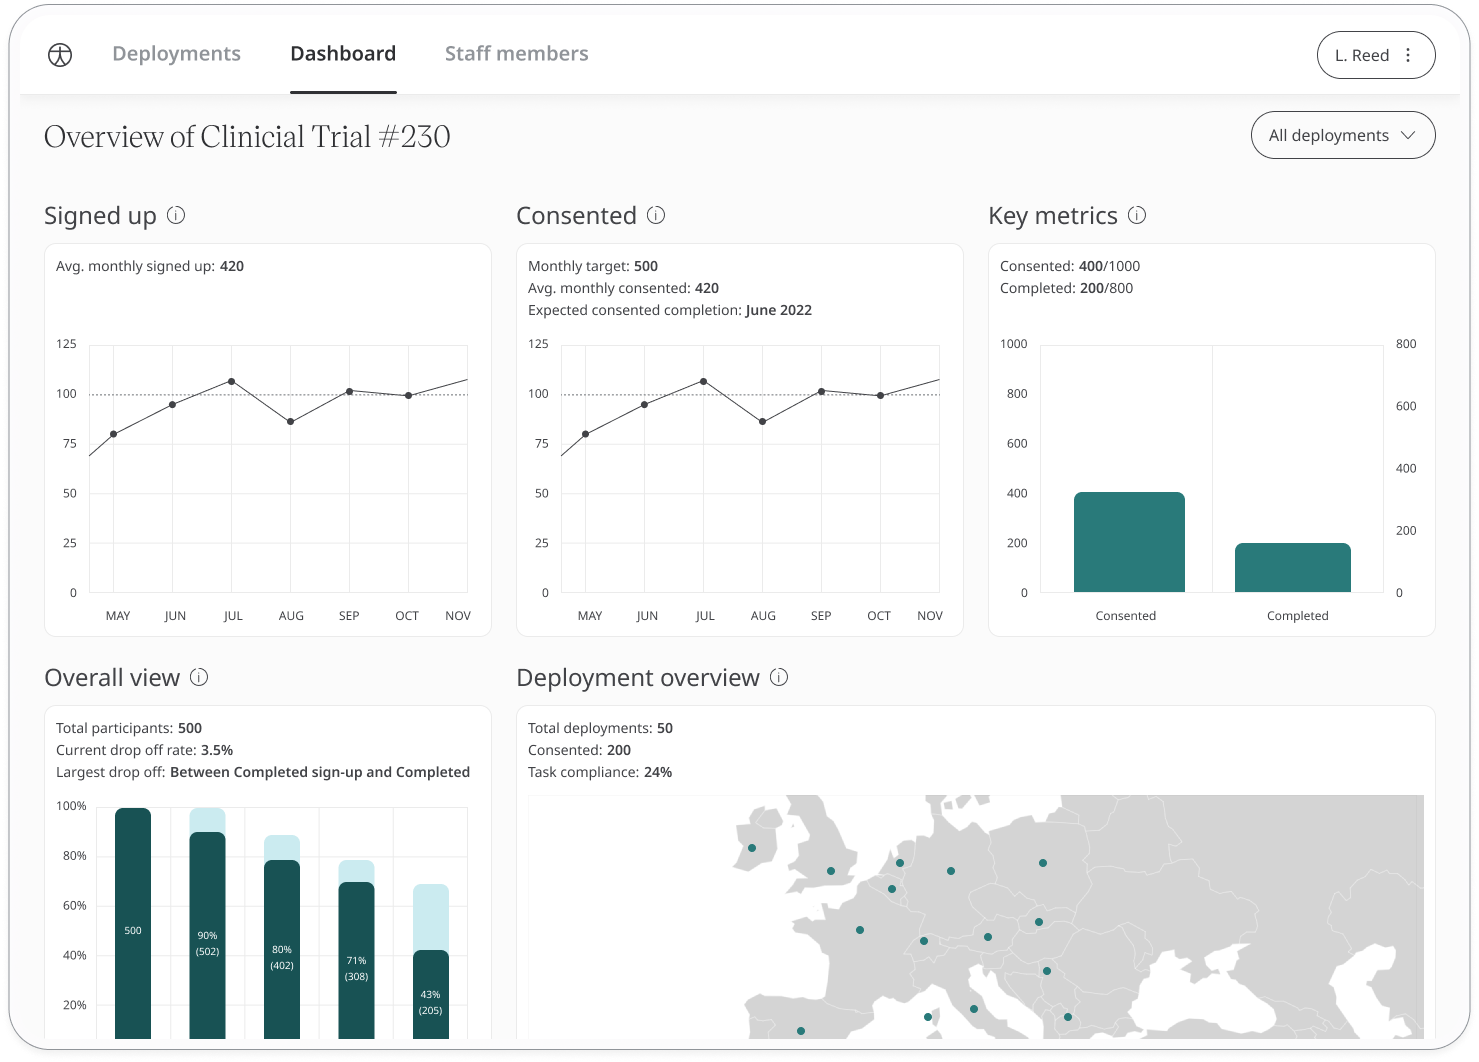 Deployments
Dashboard
Staff members
L. Reed
Overview of Clinicial Trial #230
All deployments
Signed up
Avg. monthly signed up: 420
125
100
75
50
25
0
MAY JUN JUL AUG SEP OCT NOV
Consented
Monthly target: 500
Avg. monthly consented: 420
Expected consented completion: June 2022
125
100
75
50
25
0
MAY JUN JUL AUG SEP OCT NOV
Key metrics
Consented: 400/1000
Completed: 200/800
1000
800
600
400
200
0
800
600
400
200
0
Consented Completed
Overall view
Total participants: 500
Current drop off rate: 3.5%
Largest drop off: Between Completed sign-up and Completed
100%
80%
60%
40%
20%
500
90%
(502)
80%
(402)
71%
(308)
43%
(205)
Deployment overview
Total deployments: 50
Consented: 200
Task compliance: 24%